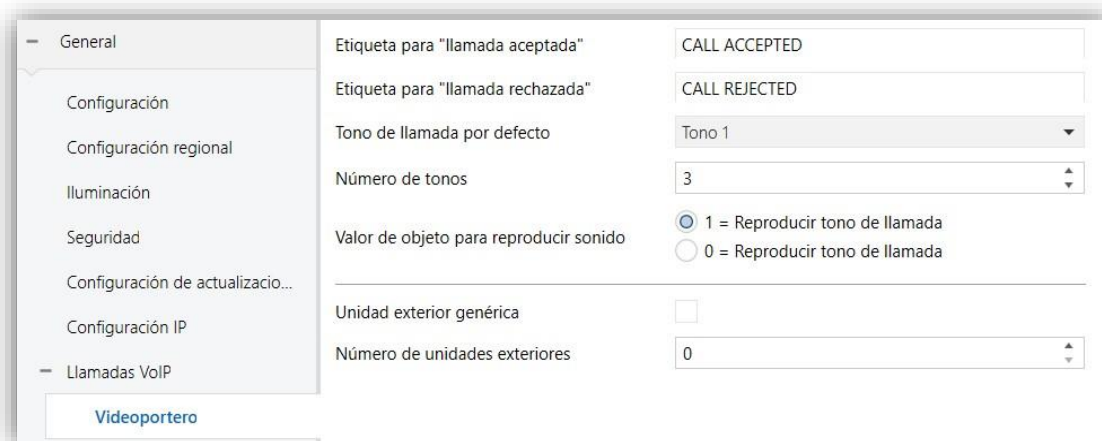 General
Configuración
Configuración regional
Iluminación
Seguridad
Configuración de actualizacio...
Configuración IP
Llamadas VoIP
Videoportero
Etiqueta para "llamada aceptada" CALL ACCEPTED
Etiqueta para "llamada rechazada" CALL REJECTED
Tono de llamada por defecto Tono 1
Número de tonos 3
Valor de objeto para reproducir sonido
1 = Reproducir tono de llamada
0 = Reproducir tono de llamada
Unidad exterior genérica
Número de unidades exteriores 0